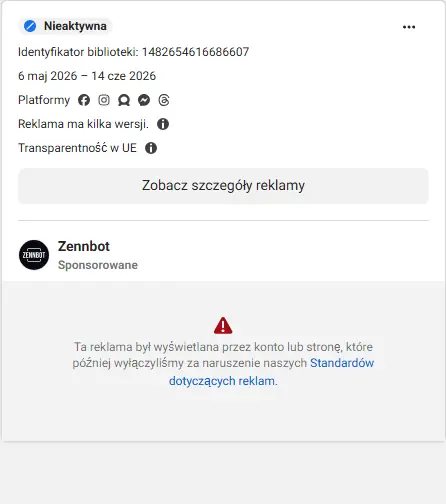 Nieaktywna
Identyfikator biblioteki: 1482654616686607
6 maj 2026 – 14 cze 2026
Platformy
Reklama ma kilka wersji.
Transparentność w UE
Zobacz szczegóły reklamy
ZENNBOT
Zennbot
Sponsorowane
Ta reklama był wyświetlana przez konto lub stronę, które
później wyłączyliśmy za naruszenie naszych Standardów
dotyczących reklam.